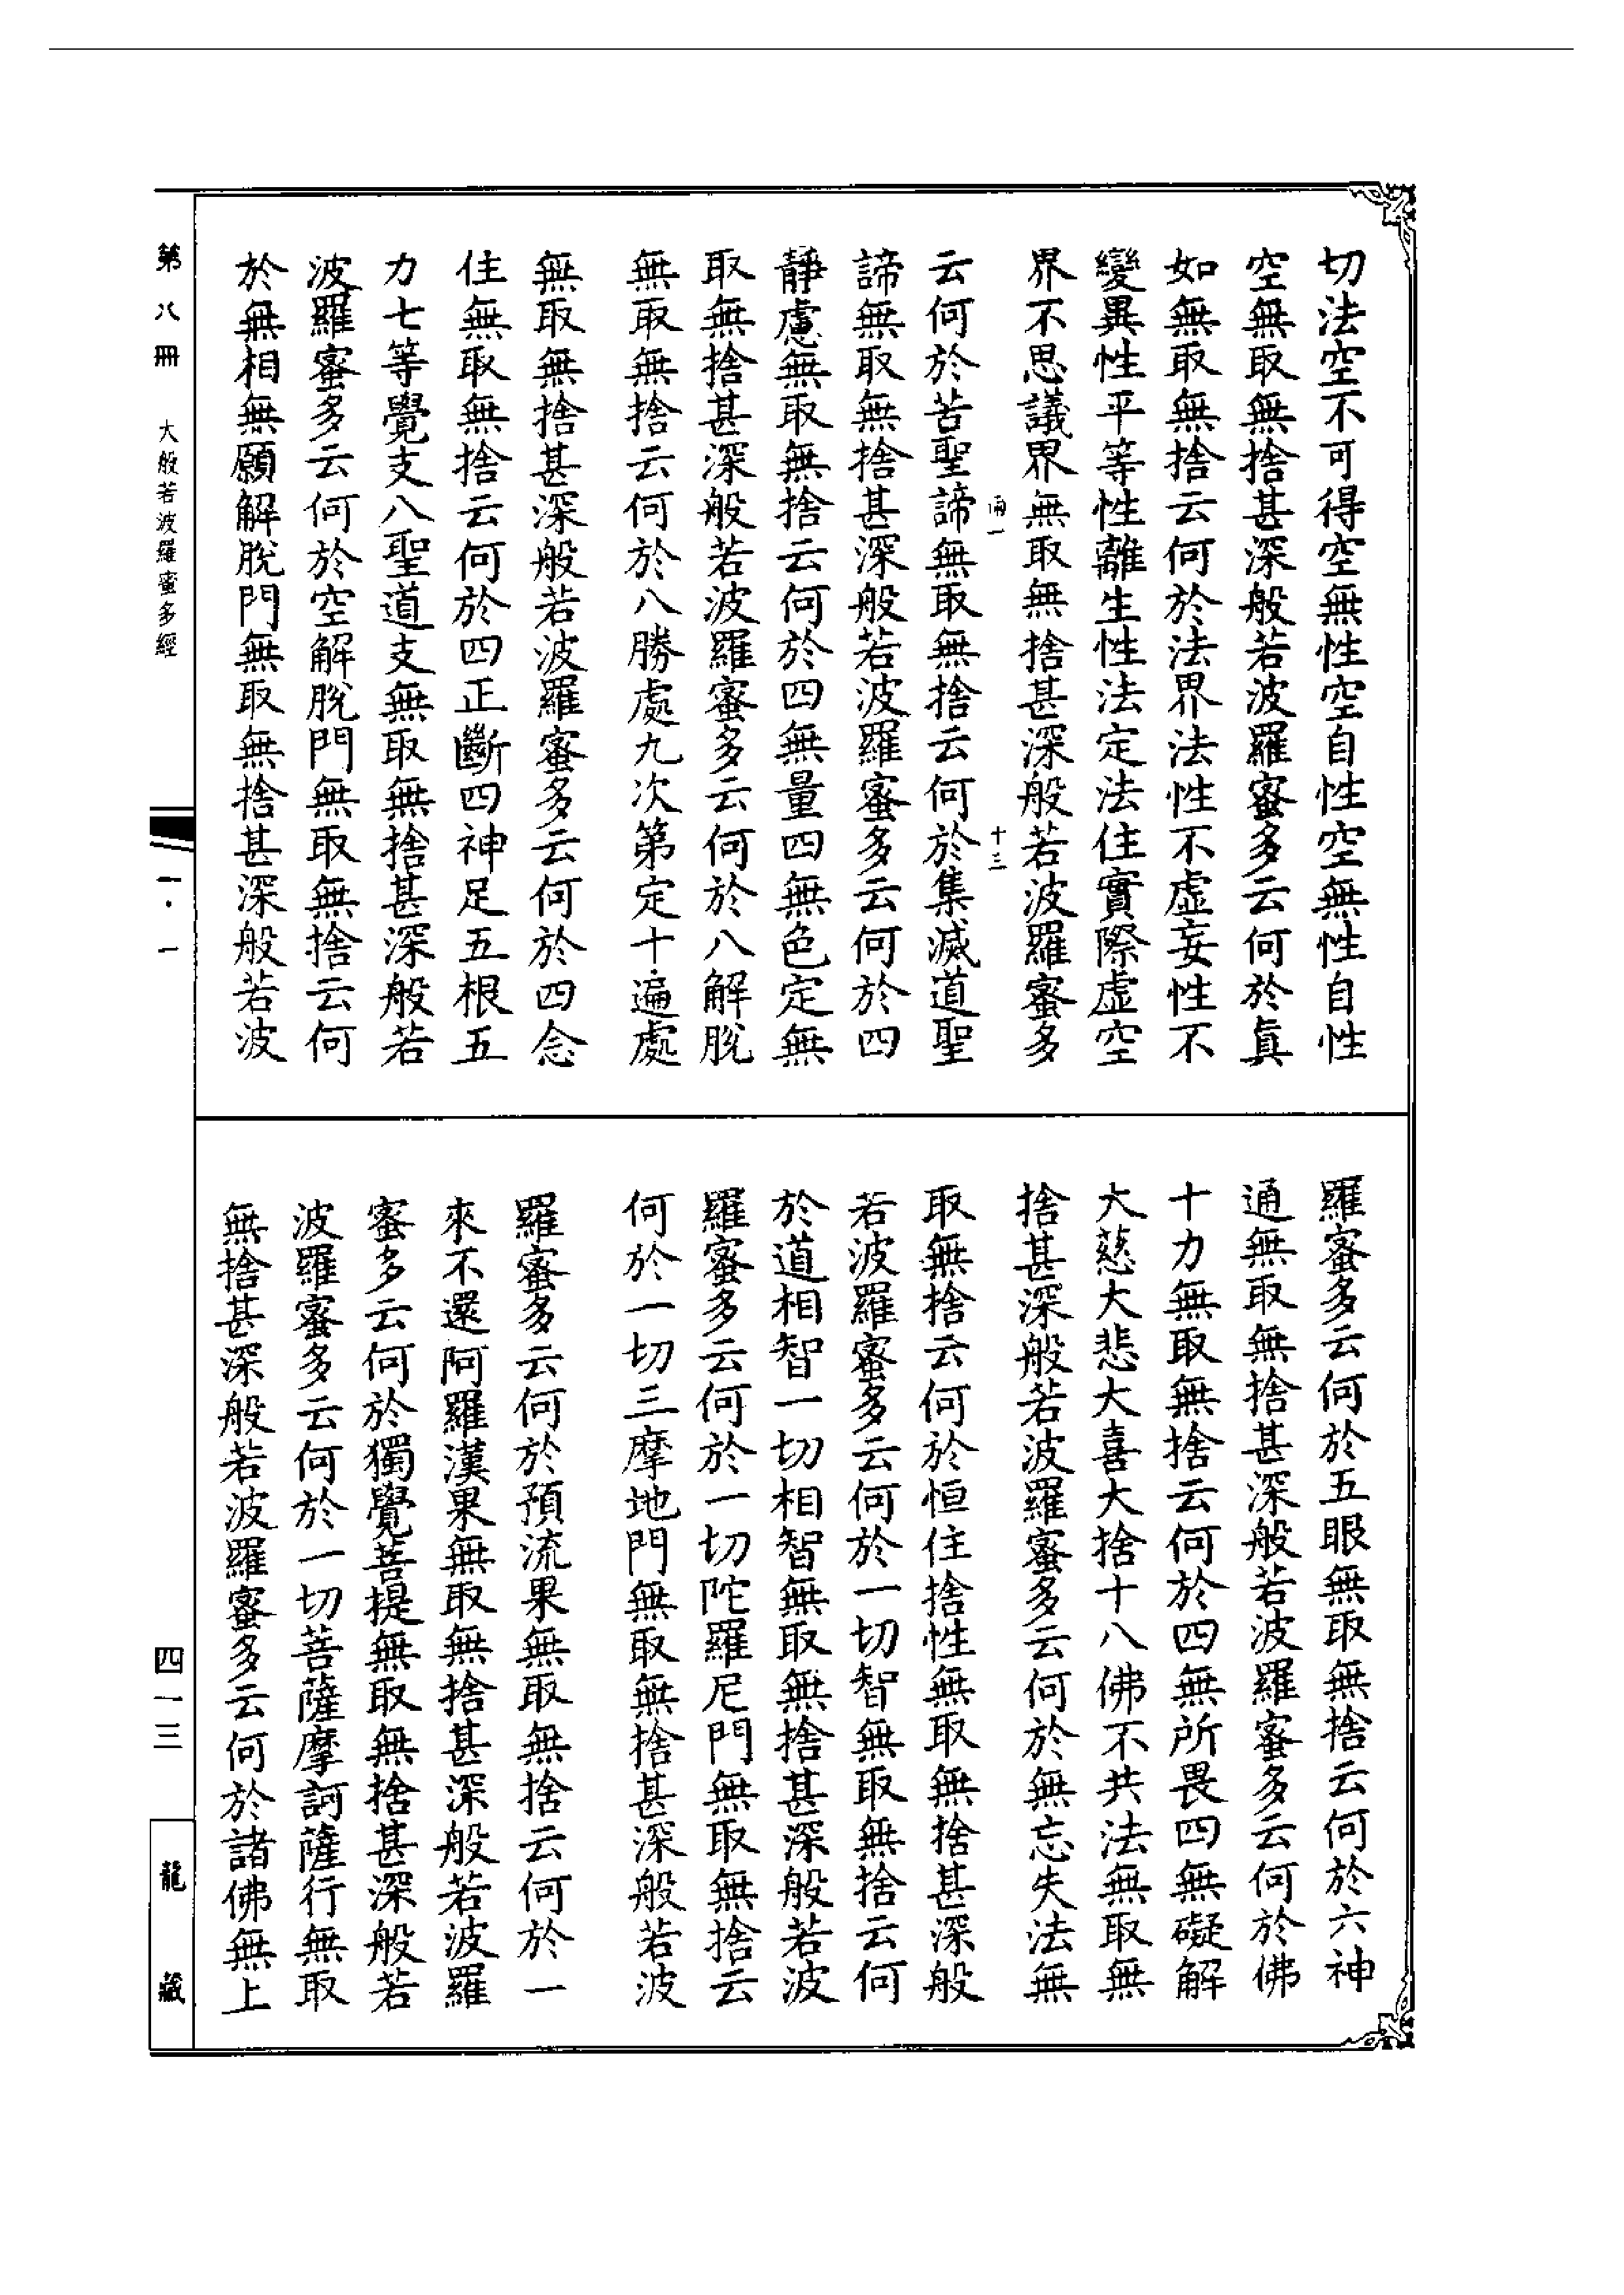 切法空不可得空無性空自性空無性自性
空無取無捨甚深般若波羅蜜多云何於真
如無取無捨云何於法界法性不虛妄性不
變異性平等性離生性法定法住實際虛空
界不思議界無取無捨甚深般若波羅蜜多
十三
云何於苦聖諦無取無捨云何於集滅道聖
諦無取無捨甚深般若波羅蜜多云何於四
靜慮無取無捨云何於四無量四無色定無
取無捨甚深般若波羅蜜多云何於八解脫
無取無捨云何於八勝處九次第定十遍處
無取無捨甚深般若波羅蜜多云何於四念
住無取無捨云何於四正斷四神足五根五
力七等覺支八聖道支無取無捨甚深般若
波羅蜜多云何於空解脫門無取無捨云何
於無相無願解脫門無取無捨甚深般若波
羅蜜多云何於五眼無取無捨云何於六神
通無取無捨甚深般若波羅蜜多云何於佛
十力無取無捨云何於四無所畏四無礙解
大慈大悲大喜大捨十八佛不共法無取無
捨甚深般若波羅蜜多云何於無忘失法無
取無捨云何於恒住捨性無取無捨甚深般
若波羅蜜多云何於一切智無取無捨云何
於道相智一切相智無取無捨甚深般若波
羅蜜多云何於一切陀羅尼門無取無捨云
何於一切三摩地門無取無捨甚深般若波
羅蜜多云何於預流果無取無捨云何於一
來不還阿羅漢果無取無捨甚深般若波羅
蜜多云何於獨覺菩提無取無捨甚深般若
波羅蜜多云何於一切菩薩摩訶薩行無取
無捨甚深般若波羅蜜多云何於諸佛無上
第八冊 大般若波羅蜜多經 一·一 四一三 龍藏